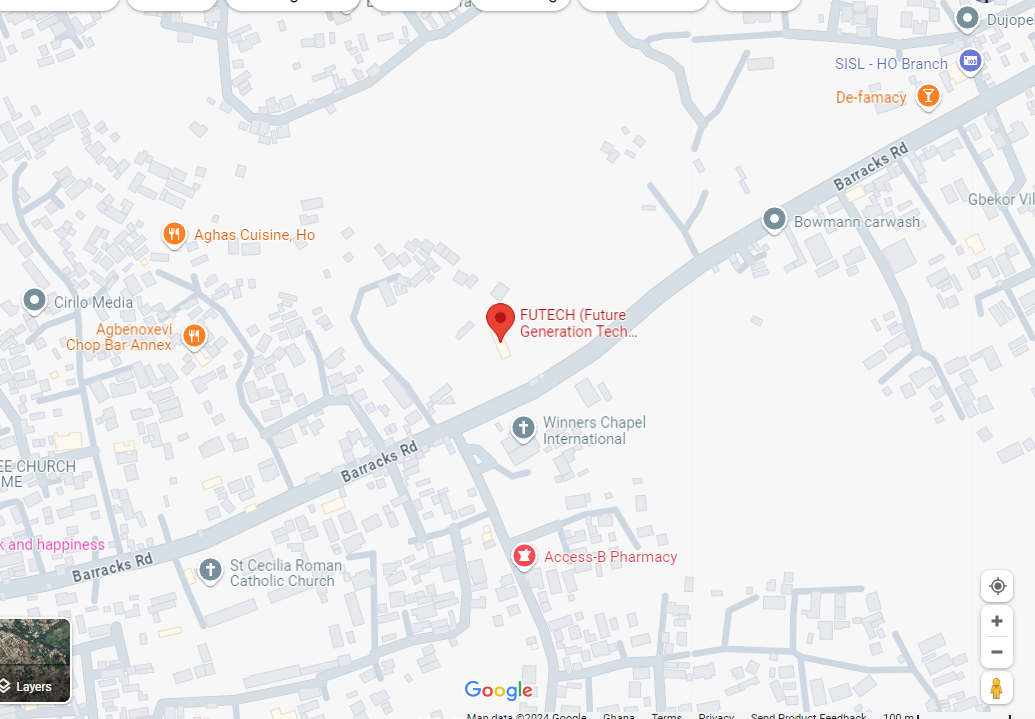 Dujope
SISL - HO Branch
De-famacy
Barracks Rd
Gbekor Vil
Bowmann carwash
Aghas Cuisine, Ho
Cirilo Media
FUTECH (Future
Generation Tech...
Agbenoxevi
Chop Bar Annex
Winners Chapel
International
Barracks Rd
EE CHURCH
ME
k and happiness
Access-B Pharmacy
Barracks Rd
St Cecilia Roman
Catholic Church
Layers
Google
Map data ©2024 Google
Ghana
Terms
Privacy
Send Product Feedback
100 m